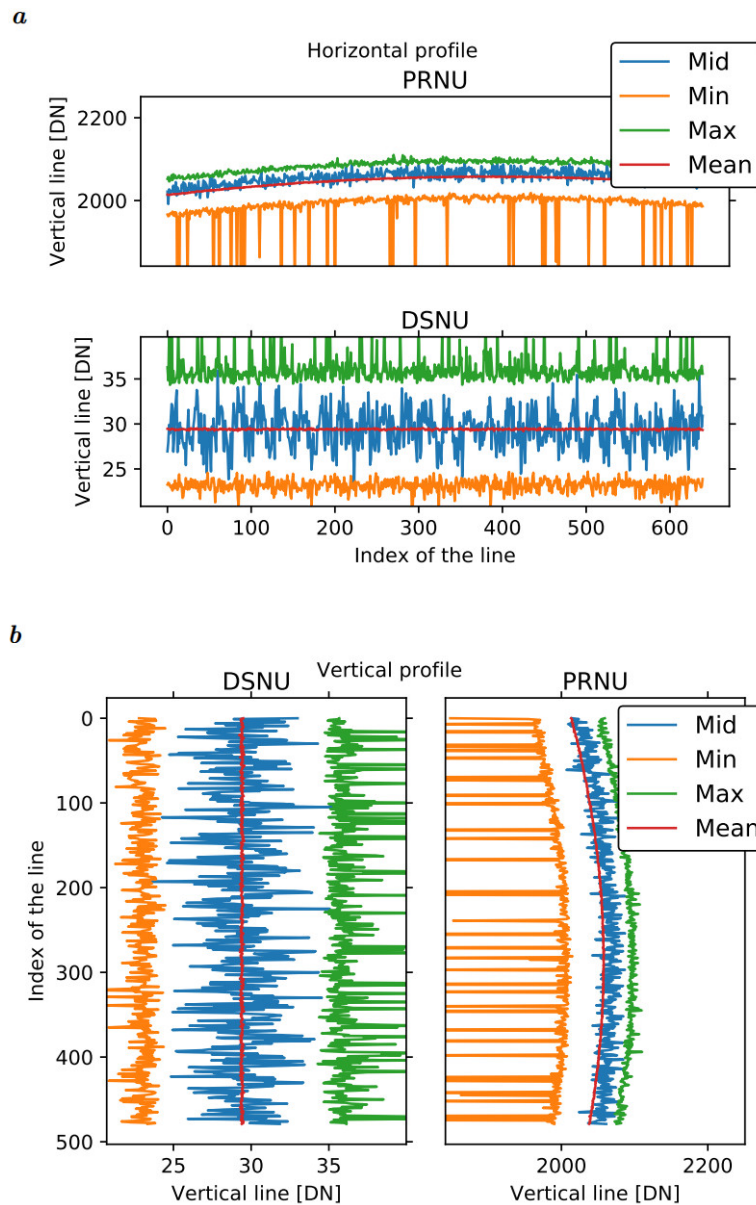 a
Horizontal profile
PRNU
Mid
Min
Max
Mean
2200
2000
Vertical line [DN]
DSNU
35
30
25
Vertical line [DN]
0 100 200 300 400 500 600
Index of the line
b
Vertical profile
DSNU PRNU
Mid
Min
Max
Mean
0
100
200
300
400
500
Index of the line
25 30 35 2000 2200
Vertical line [DN] Vertical line [DN]